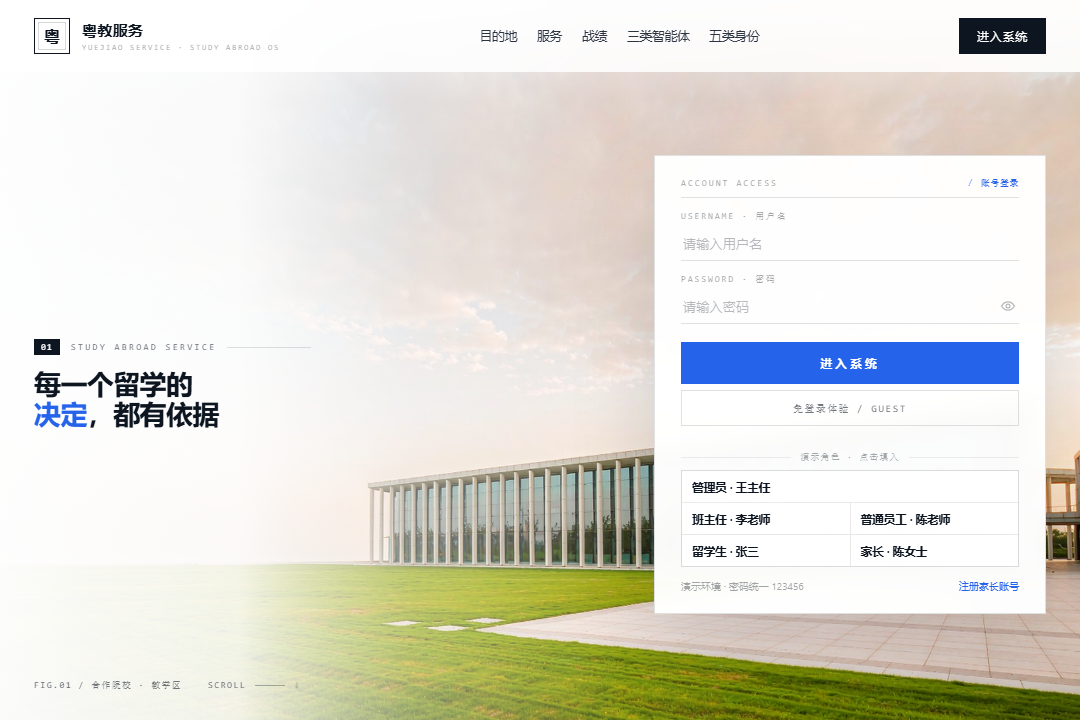 粤
粤教服务
YUEJIAO SERVICE · STUDY ABROAD OS
目的地 服务 战绩 三类智能体 五类身份
进入系统
ACCOUNT ACCESS / 账号登录
USERNAME · 用户名
请输入用户名
PASSWORD · 密码
请输入密码
进入系统
免登录体验 / GUEST
演示角色 · 点击填入
管理员 · 王主任
班主任 · 李老师 普通员工 · 陈老师
留学生 · 张三 家长 · 陈女士
演示环境 · 密码统一 123456 注册家长账号
01 STUDY ABROAD SERVICE
每一个留学的
决定，都有依据
FIG.01 / 合作院校 · 教学区 SCROLL ↓